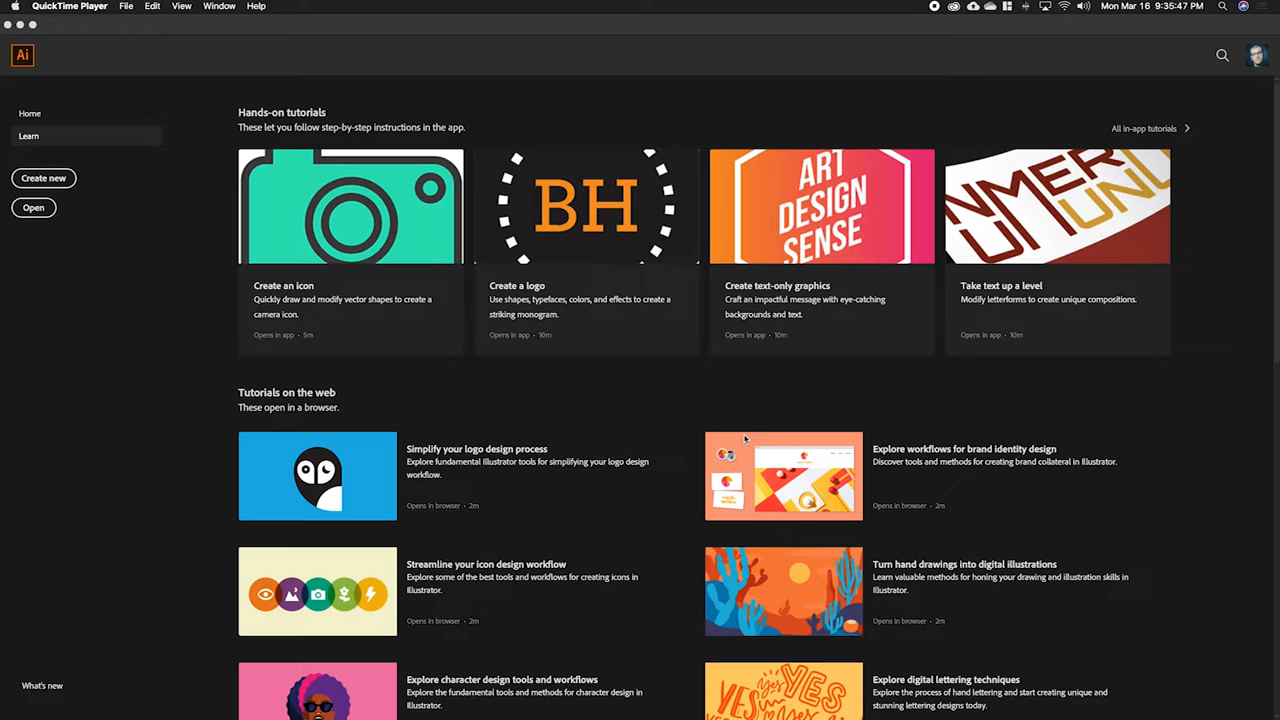 QuickTime Player File Edit View Window Help
Mon Mar 16 9:35:47 PM
Ai
Home
Learn
Create new
Open
What's new
Hands-on tutorials
These let you follow step-by-step instructions in the app.
All in-app tutorials
BH
ART
DESIGN
SENSE
NMER
UM
UNU
Create an icon
Quickly draw and modify vector shapes to create a
camera icon.
Opens in app • 5m
Create a logo
Use shapes, typefaces, colors, and effects to create a
striking monogram.
Opens in app • 10m
Create text-only graphics
Craft an impactful message with eye-catching
backgrounds and text.
Opens in app • 10m
Take text up a level
Modify letterforms to create unique compositions.
Opens in app • 10m
Tutorials on the web
These open in a browser.
Simplify your logo design process
Explore fundamental Illustrator tools for simplifying your logo design
workflow.
Opens in browser • 2m
Explore workflows for brand identity design
Discover tools and methods for creating brand collateral in Illustrator.
Opens in browser • 2m
Streamline your icon design workflow
Explore some of the best tools and workflows for creating icons in
Illustrator.
Opens in browser • 2m
Turn hand drawings into digital illustrations
Learn valuable methods for honing your drawing and illustration skills in
Illustrator.
Opens in browser • 2m
Explore character design tools and workflows
Explore the fundamental tools and methods for character design in
Illustrator.
YES yes YES
Explore digital lettering techniques
Explore the process of hand lettering and start creating unique and
stunning lettering designs today.